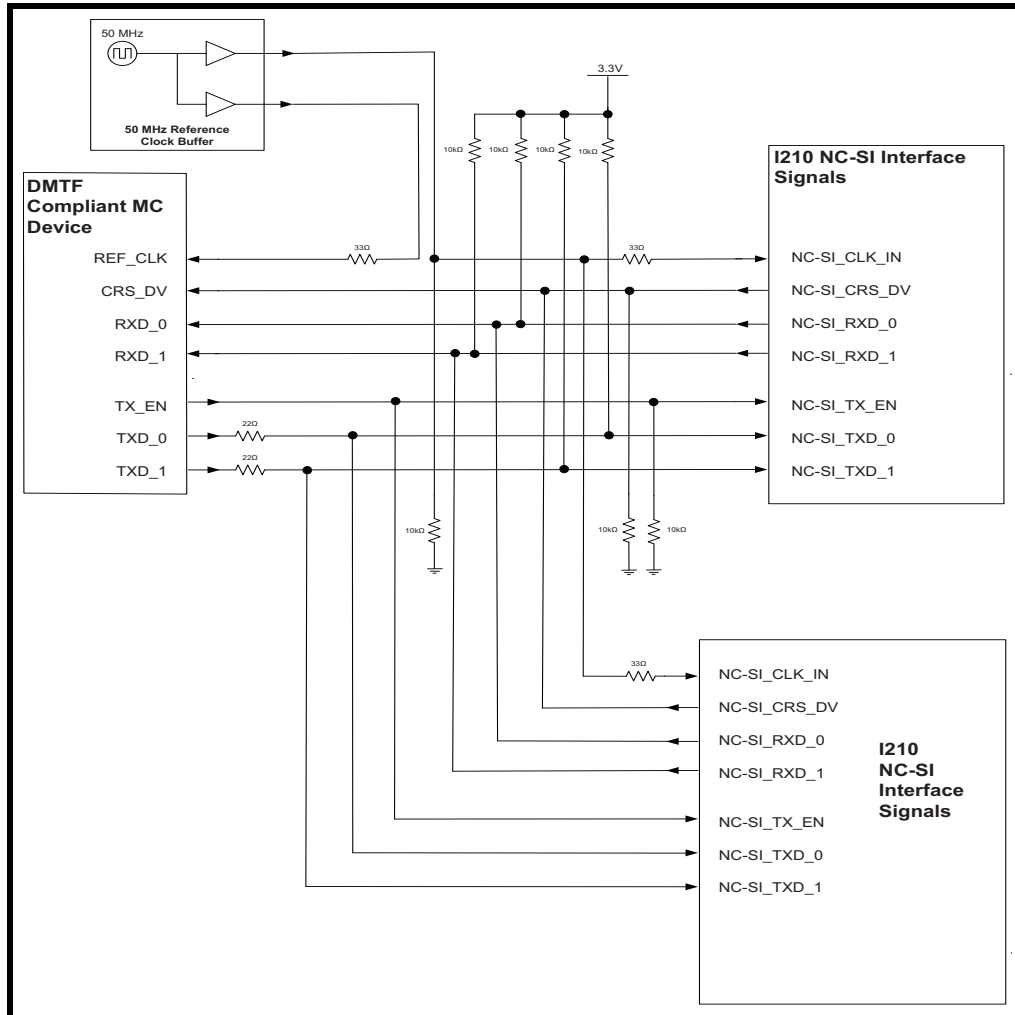 50 MHz
50 MHz Reference
Clock Buffer
3.3V
10kΩ
10kΩ
10kΩ
10kΩ
DMTF
Compliant MC
Device
REF_CLK
CRS_DV
RXD_0
RXD_1
TX_EN
TXD_0
TXD_1
33Ω
33Ω
22Ω
22Ω
I210 NC-SI Interface
Signals
NC-SI_CLK_IN
NC-SI_CRS_DV
NC-SI_RXD_0
NC-SI_RXD_1
NC-SI_TX_EN
NC-SI_TXD_0
NC-SI_TXD_1
10kΩ
10kΩ
10kΩ
33Ω
NC-SI_CLK_IN
NC-SI_CRS_DV
NC-SI_RXD_0
NC-SI_RXD_1
NC-SI_TX_EN
NC-SI_TXD_0
NC-SI_TXD_1
I210
NC-SI
Interface
Signals